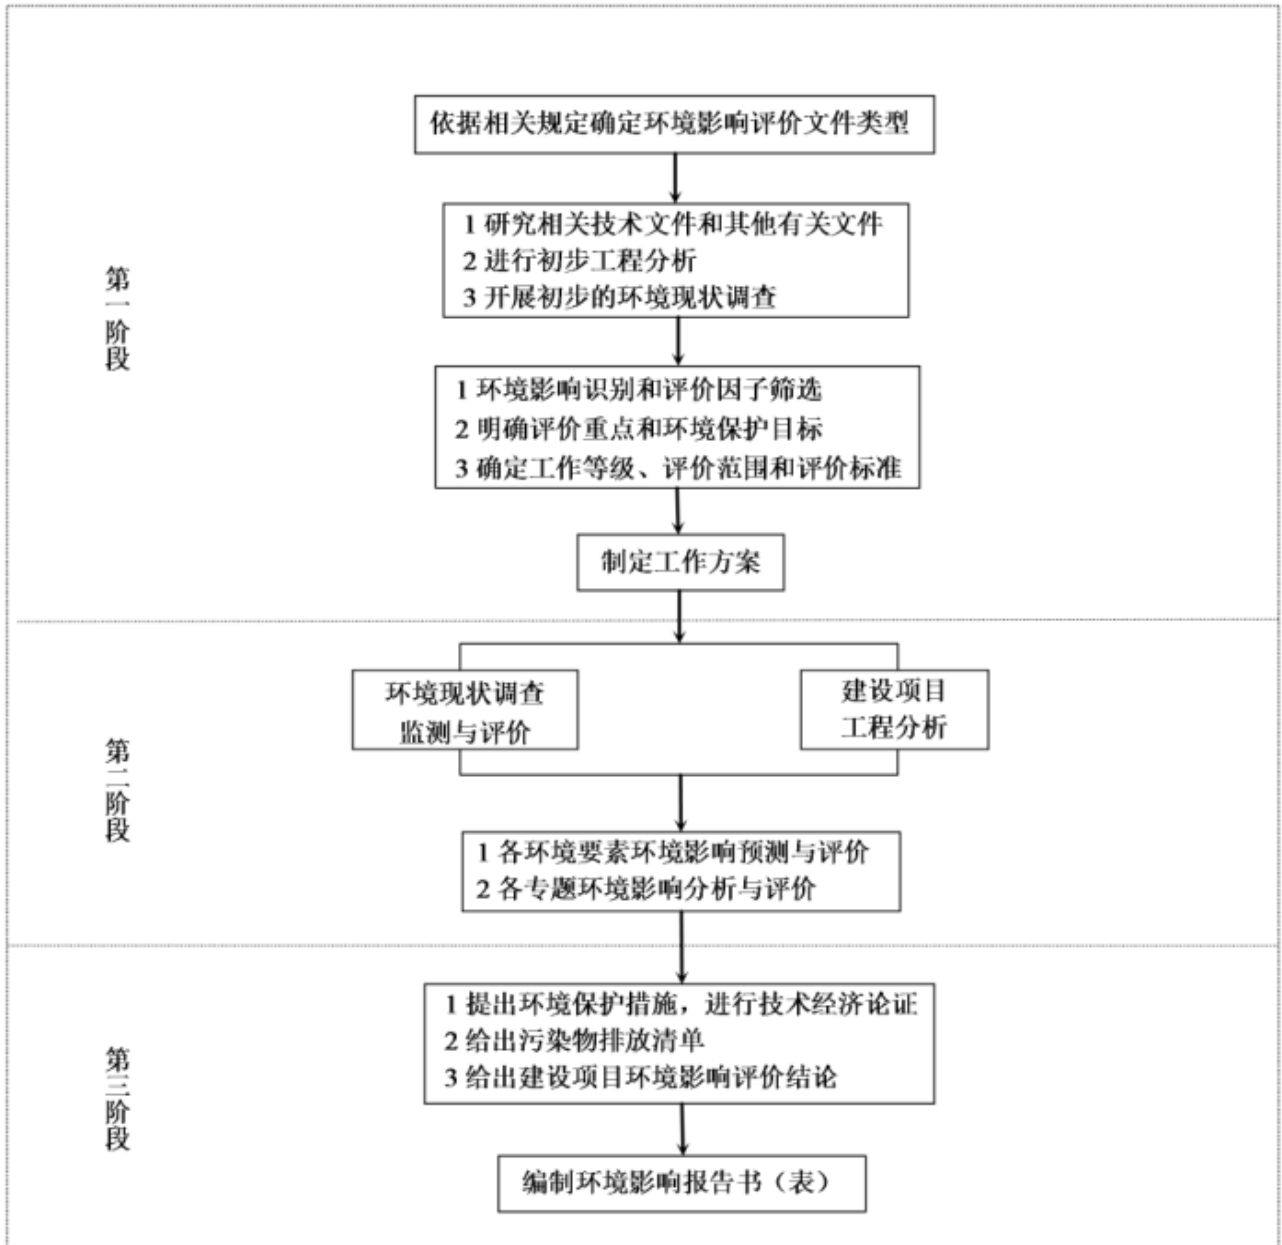 依据相关规定确定环境影响评价文件类型
1 研究相关技术文件和其他有关文件
2 进行初步工程分析
3 开展初步的环境现状调查
第一阶段
1 环境影响识别和评价因子筛选
2 明确评价重点和环境保护目标
3 确定工作等级、评价范围和评价标准
制定工作方案
环境现状调查
监测与评价
建设项目
工程分析
第二阶段
1 各环境要素环境影响预测与评价
2 各专题环境影响分析与评价
1 提出环境保护措施，进行技术经济论证
2 给出污染物排放清单
3 给出建设项目环境影响评价结论
第三阶段
编制环境影响报告书（表）